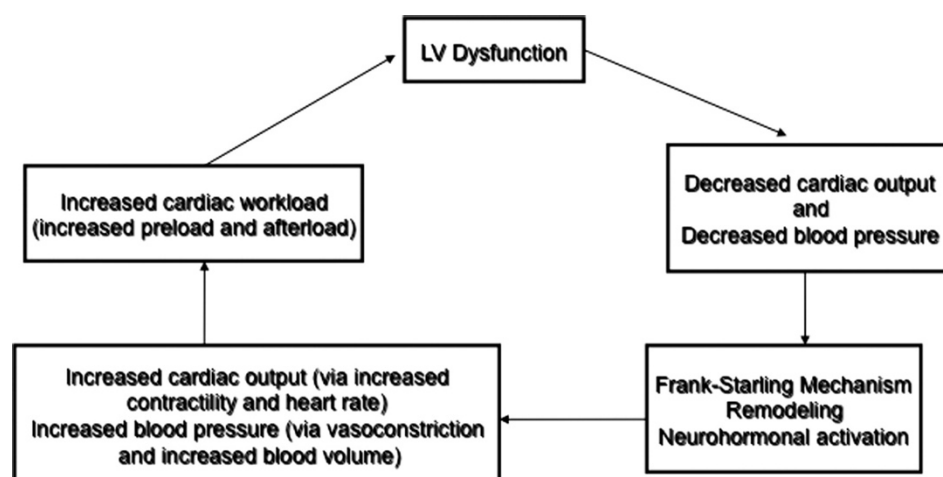 LV Dysfunction
Decreased cardiac output
and
Decreased blood pressure
Frank-Starling Mechanism
Remodeling
Neurohormonal activation
Increased cardiac output (via increased
contractility and heart rate)
Increased blood pressure (via vasoconstriction
and increased blood volume)
Increased cardiac workload
(increased preload and afterload)